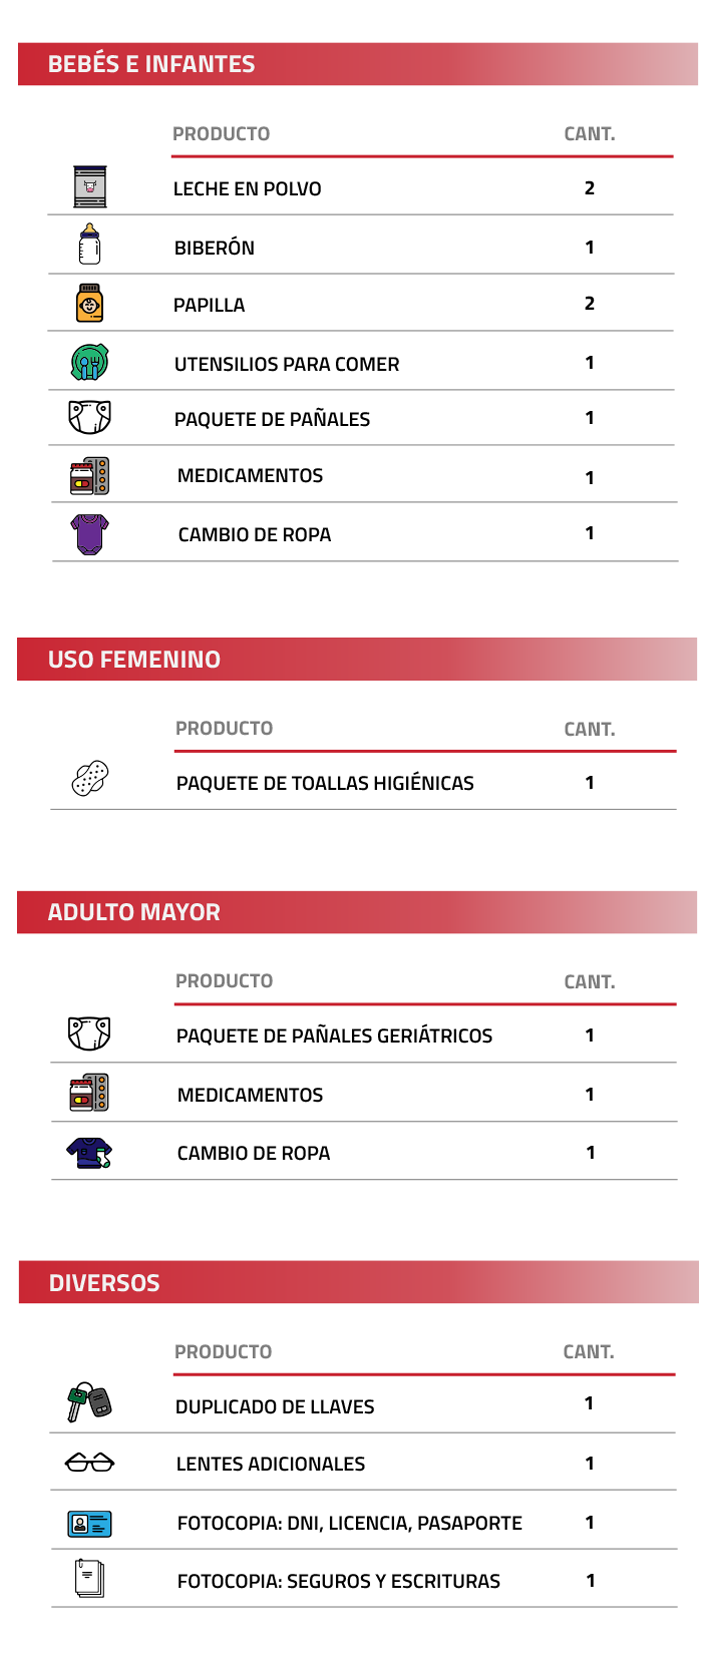 BEBÉS E INFANTES
PRODUCTO CANT.
LECHE EN POLVO 2
BIBERÓN 1
PAPILLA 2
UTENSILIOS PARA COMER 1
PAQUETE DE PAÑALES 1
MEDICAMENTOS 1
CAMBIO DE ROPA 1
USO FEMENINO
PRODUCTO CANT.
PAQUETE DE TOALLAS HIGIÉNICAS 1
ADULTO MAYOR
PRODUCTO CANT.
PAQUETE DE PAÑALES GERIÁTRICOS 1
MEDICAMENTOS 1
CAMBIO DE ROPA 1
DIVERSOS
PRODUCTO CANT.
DUPLICADO DE LLAVES 1
LENTES ADICIONALES 1
FOTOCOPIA: DNI, LICENCIA, PASAPORTE 1
FOTOCOPIA: SEGUROS Y ESCRITURAS 1